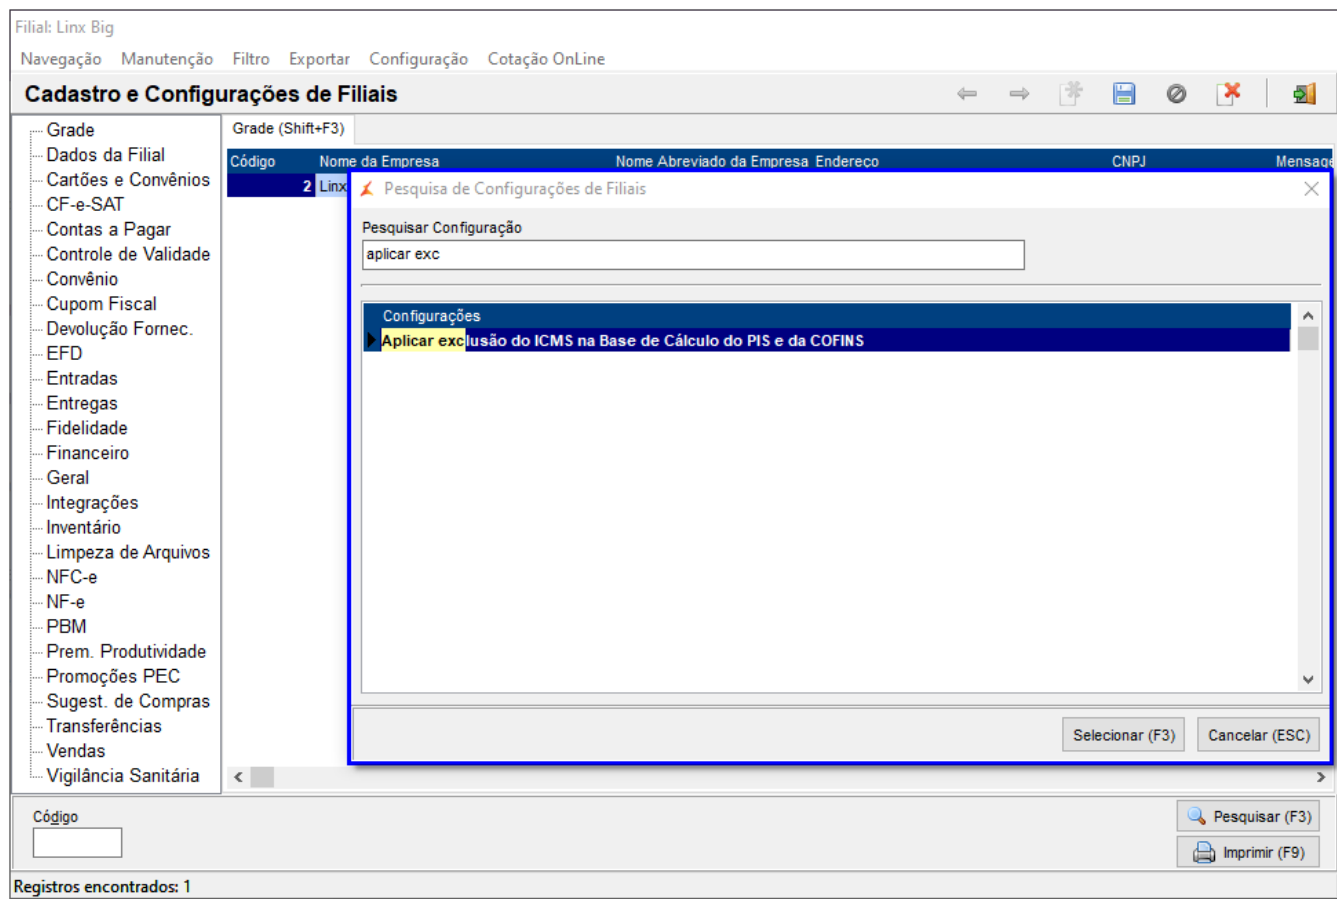 Filial: Linx Big
Navegação Manutenção Filtro Exportar Configuração Cotação OnLine
Cadastro e Configurações de Filiais
Grade
Dados da Filial
Cartões e Convênios
CF-e-SAT
Contas a Pagar
Controle de Validade
Convênio
Cupom Fiscal
Devolução Fornec.
EFD
Entradas
Entregas
Fidelidade
Financeiro
Geral
Integrações
Inventário
Limpeza de Arquivos
NFC-e
NF-e
PBM
Prem. Produtividade
Promoções PEC
Sugest. de Compras
Transferências
Vendas
Vigilância Sanitária
Grade (Shift+F3)
Código Nome da Empresa Nome Abreviado da Empresa Endereço CNPJ Mensage
2 Linx
Pesquisa de Configurações de Filiais
Pesquisar Configuração
aplicar exc
Configurações
Aplicar exclusão do ICMS na Base de Cálculo do PIS e da COFINS
Selecionar (F3) Cancelar (ESC)
Código
Pesquisar (F3)
Imprimir (F9)
Registros encontrados: 1